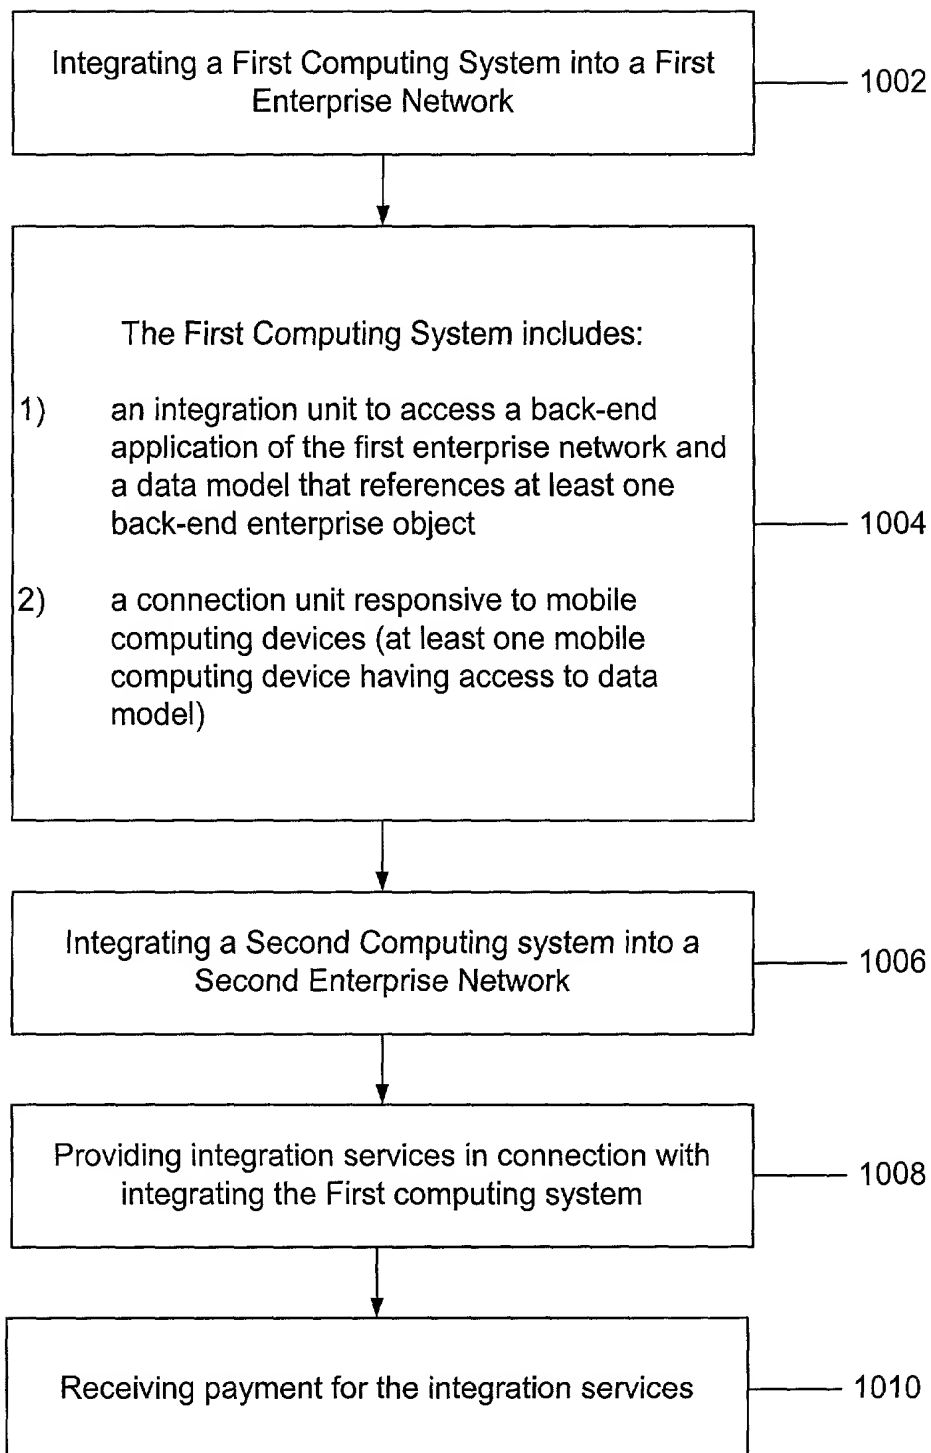 Integrating a First Computing System into a First
Enterprise Network
1002
The First Computing System includes:
1) an integration unit to access a back-end
application of the first enterprise network and
a data model that references at least one
back-end enterprise object
1004
2) a connection unit responsive to mobile
computing devices (at least one mobile
computing device having access to data
model)
Integrating a Second Computing system into a
Second Enterprise Network
1006
Providing integration services in connection with
integrating the First computing system
1008
Receiving payment for the integration services
1010